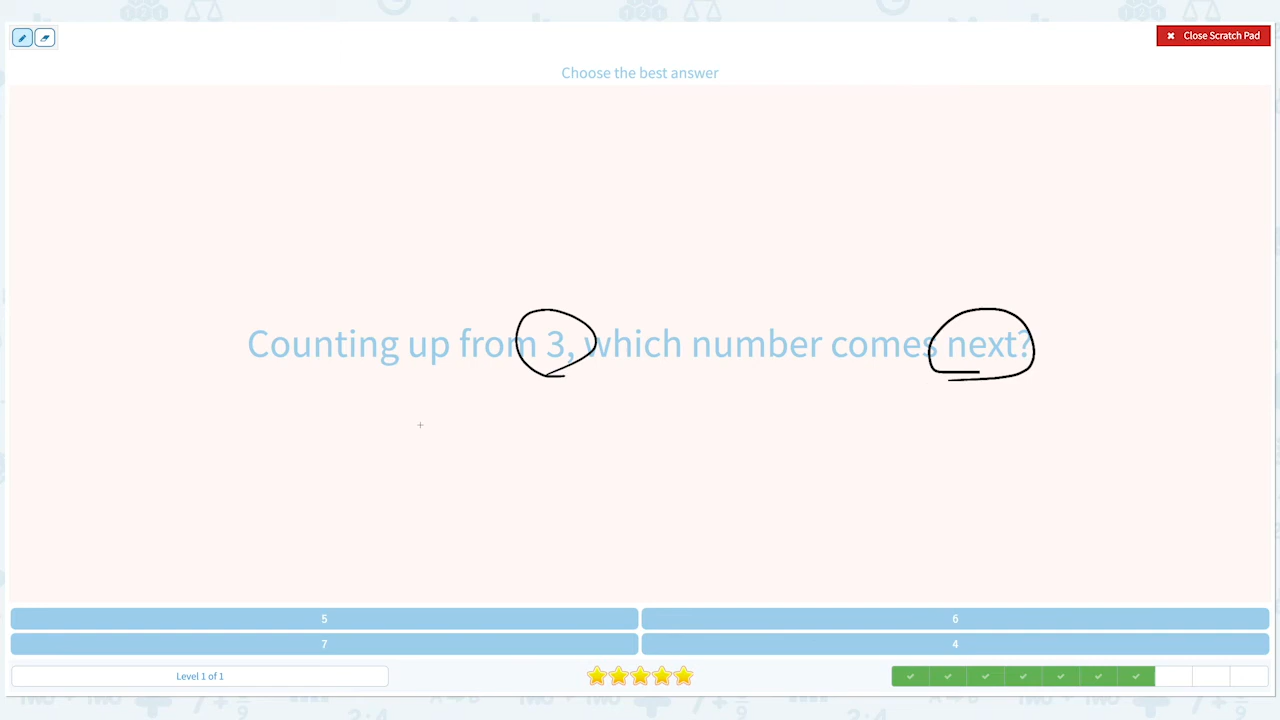 Close Scratch Pad
Choose the best answer
Counting up from 3, which number comes next?
5
6
7
4
Level 1 of 1